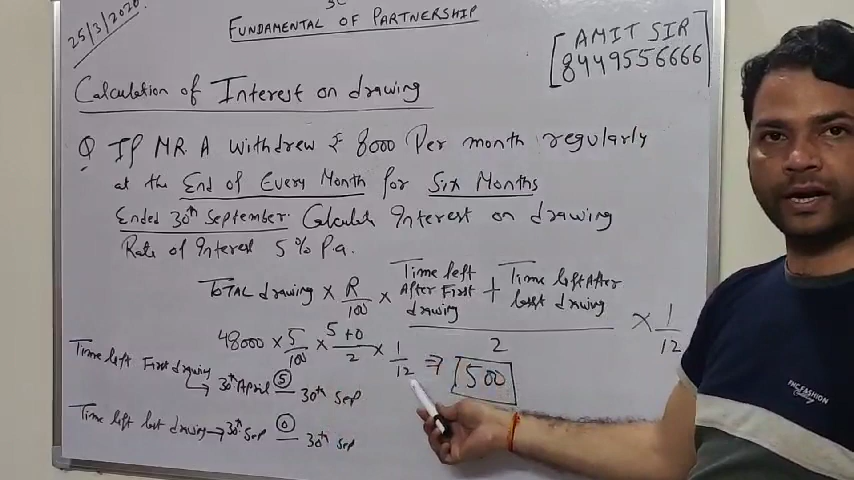 25/3/2020
FUNDAMENTAL OF PARTNERSHIP
AMIT SIR
8449556666
Calculation of Interest on drawing
Q If MR. A withdrew ₹ 8000 Per month regularly
at the End of Every Month for Six Months
Ended 30th September. Calculate Interest on drawing
Rate of Interest 5 % P.a.
Total drawing × R/100 × (Time left After First drawing + Time left After last drawing)/2 × 1/12
48000 × 5/100 × (5+0)/2 × 1/12 ⇒ 500
Time left First drawing
→ 30th April — 5 30th Sep
Time left last drawing → 30th Sep — 0 30th Sep
FASHION